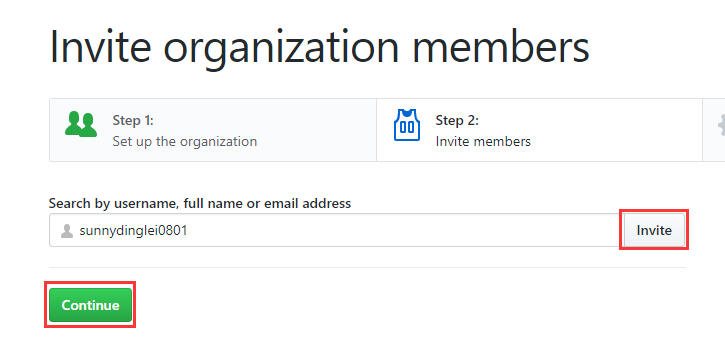 Invite organization members
Step 1:
Set up the organization
Step 2:
Invite members
Search by username, full name or email address
sunnydinglei0801
Invite
Continue